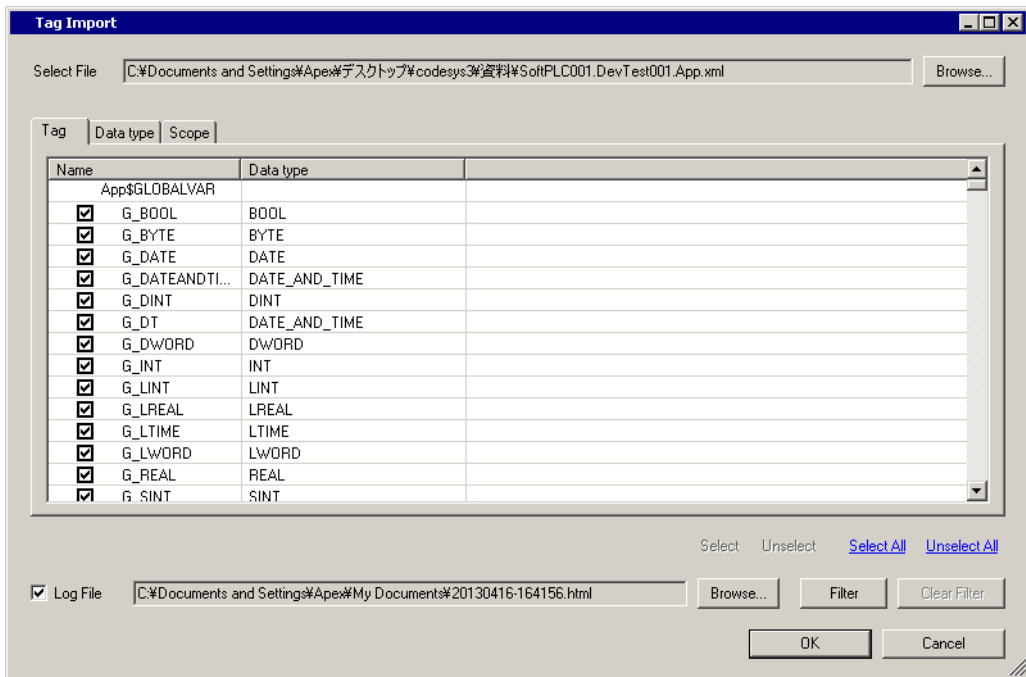 Tag Import
Select File C:¥Documents and Settings¥Apex¥デスクトップ¥codesys3¥資料¥SoftPLC001.DevTest001.App.xml Browse...
Tag Data type Scope
Name Data type
App$GLOBALVAR
G_BOOL BOOL
G_BYTE BYTE
G_DATE DATE
G_DATEANDTI... DATE_AND_TIME
G_DINT DINT
G_DT DATE_AND_TIME
G_DWORD DWORD
G_INT INT
G_LINT LINT
G_LREAL LREAL
G_LTIME LTIME
G_LWORD LWORD
G_REAL REAL
G_SINT SINT
Select Unselect Select All Unselect All
Log File C:¥Documents and Settings¥Apex¥My Documents¥20130416-164156.html Browse... Filter Clear Filter
OK Cancel